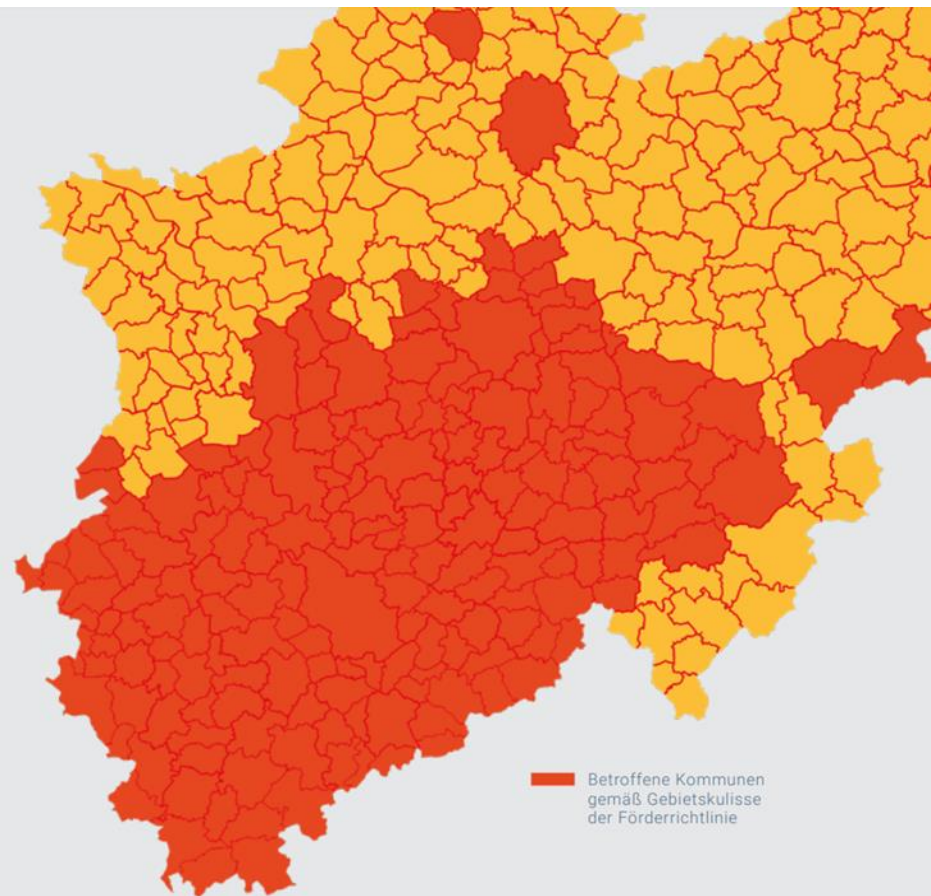 Betroffene Kommunen
gemäß Gebietskulisse
der Förderrichtlinie